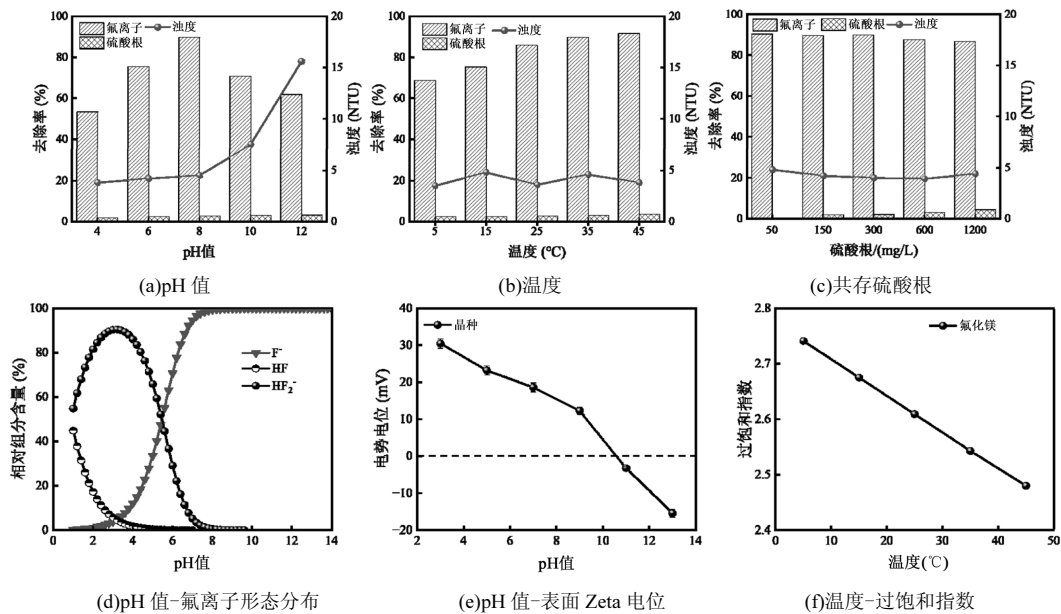 氟离子 浊度
硫酸根
去除率 (%)
100
80
60
40
20
0
20
15
10
5
0
浊度 (NTU)
4 6 8 10 12
pH值
(a)pH 值
氟离子 浊度
硫酸根
去除率 (%)
100
80
60
40
20
0
20
15
10
5
0
浊度 (NTU)
5 15 25 35 45
温度 (℃)
(b)温度
氟离子 硫酸根 浊度
去除率 (%)
100
80
60
40
20
0
20
15
10
5
0
浊度 (NTU)
50 150 300 600 1200
硫酸根/(mg/L)
(c)共存硫酸根
相对组分含量 (%)
100
80
60
40
20
0
F⁻
HF
HF₂⁻
0 2 4 6 8 10 12 14
pH值
(d)pH 值-氟离子形态分布
电势电位 (mV)
40
30
20
10
0
−10
−20
晶种
2 4 6 8 10 12 14
pH值
(e)pH 值-表面 Zeta 电位
过饱和指数
2.8
2.7
2.6
2.5
2.4
氟化镁
0 10 20 30 40 50
温度(℃)
(f)温度-过饱和指数